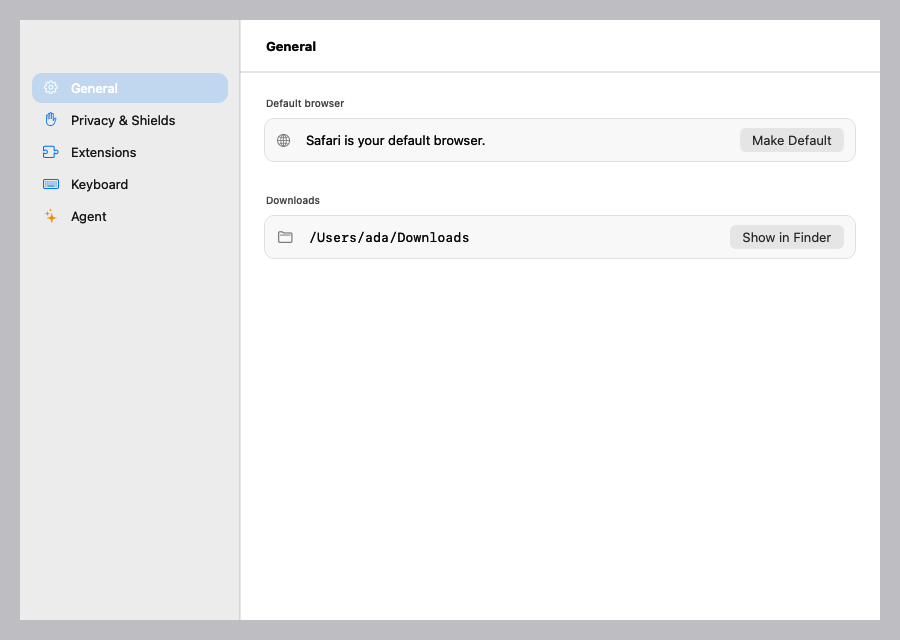 General
Privacy & Shields
Extensions
Keyboard
Agent
General
Default browser
Safari is your default browser.
Make Default
Downloads
/Users/ada/Downloads
Show in Finder